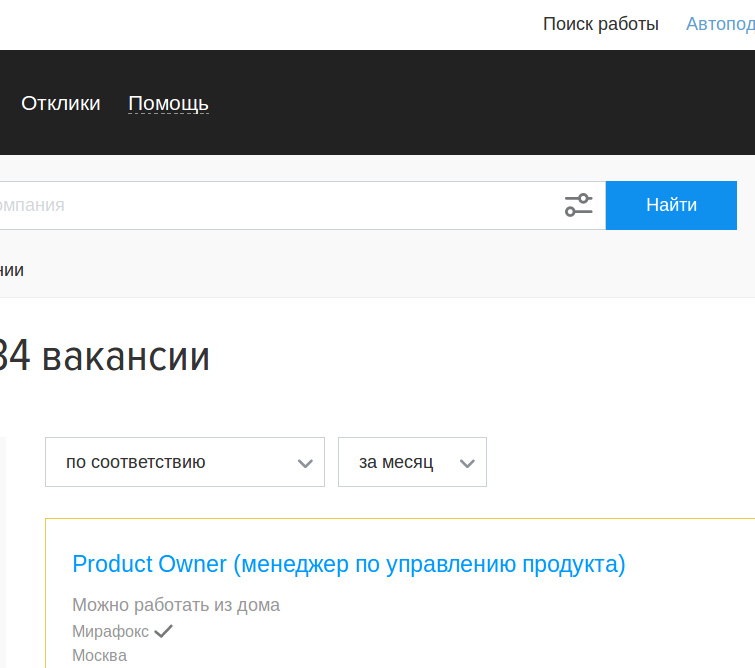 Поиск работы Автопод
Отклики Помощь
омпания Найти
нии
34 вакансии
по соответствию за месяц
Product Owner (менеджер по управлению продукта)
Можно работать из дома
Мирафокс
Москва